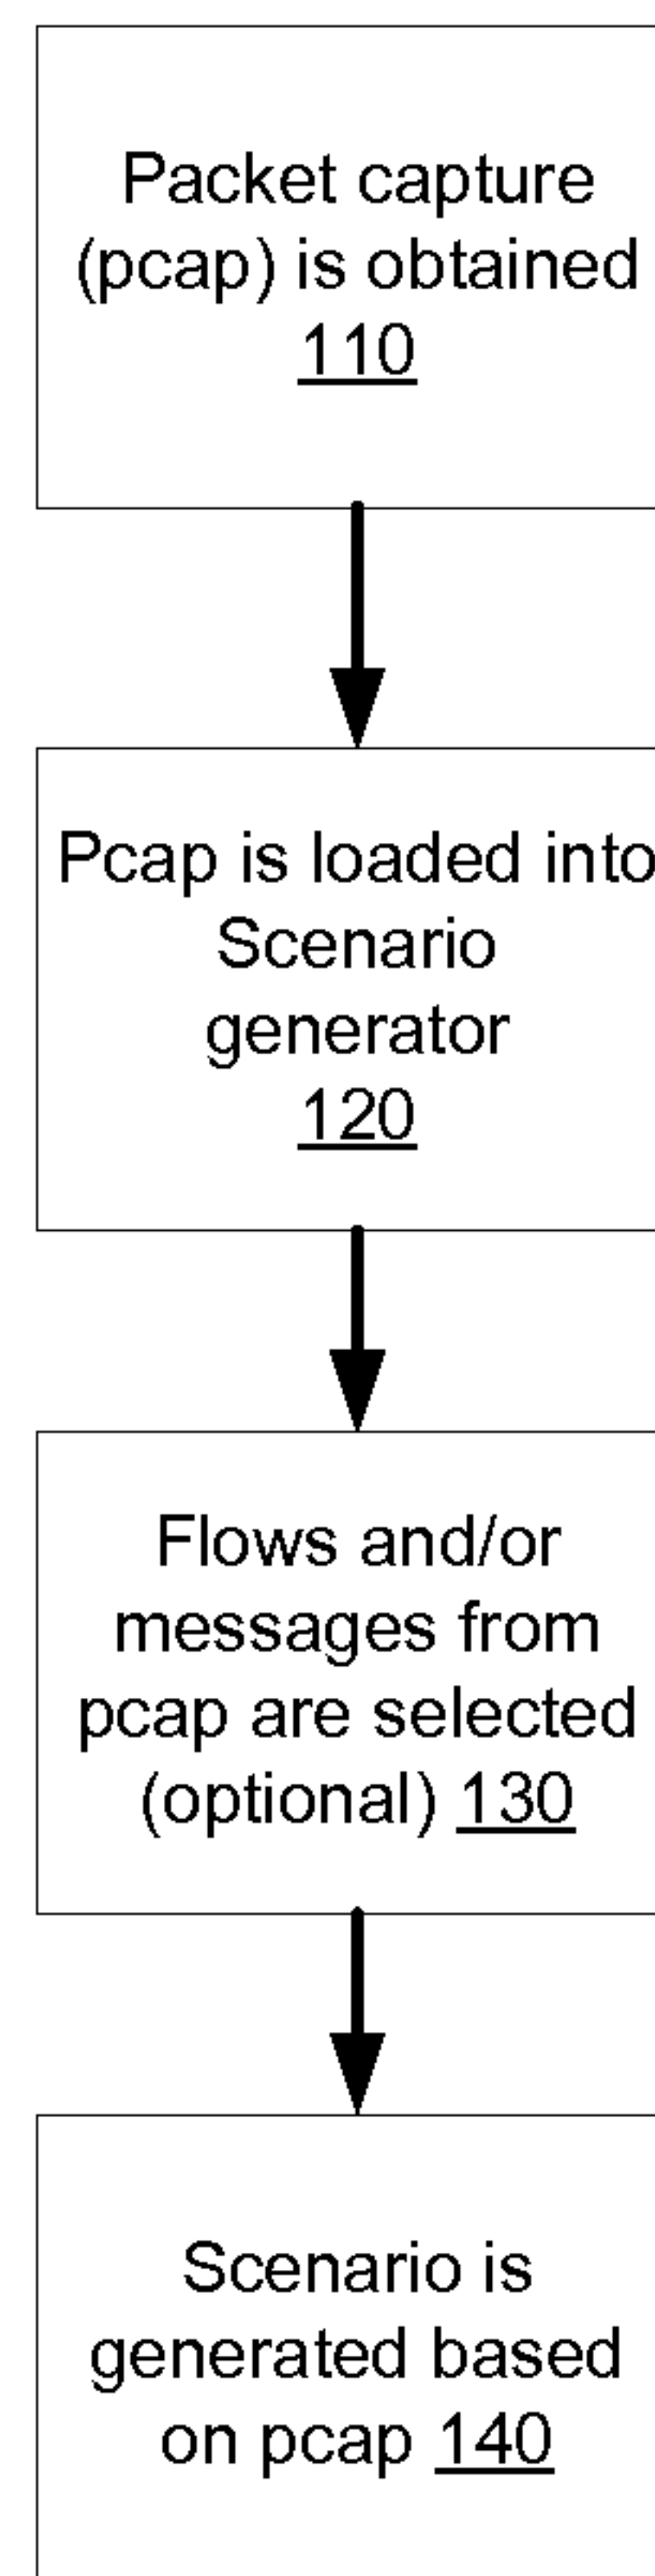 Packet capture
(pcap) is obtained
110
Pcap is loaded into
Scenario
generator
120
Flows and/or
messages from
pcap are selected
(optional) 130
Scenario is
generated based
on pcap 140